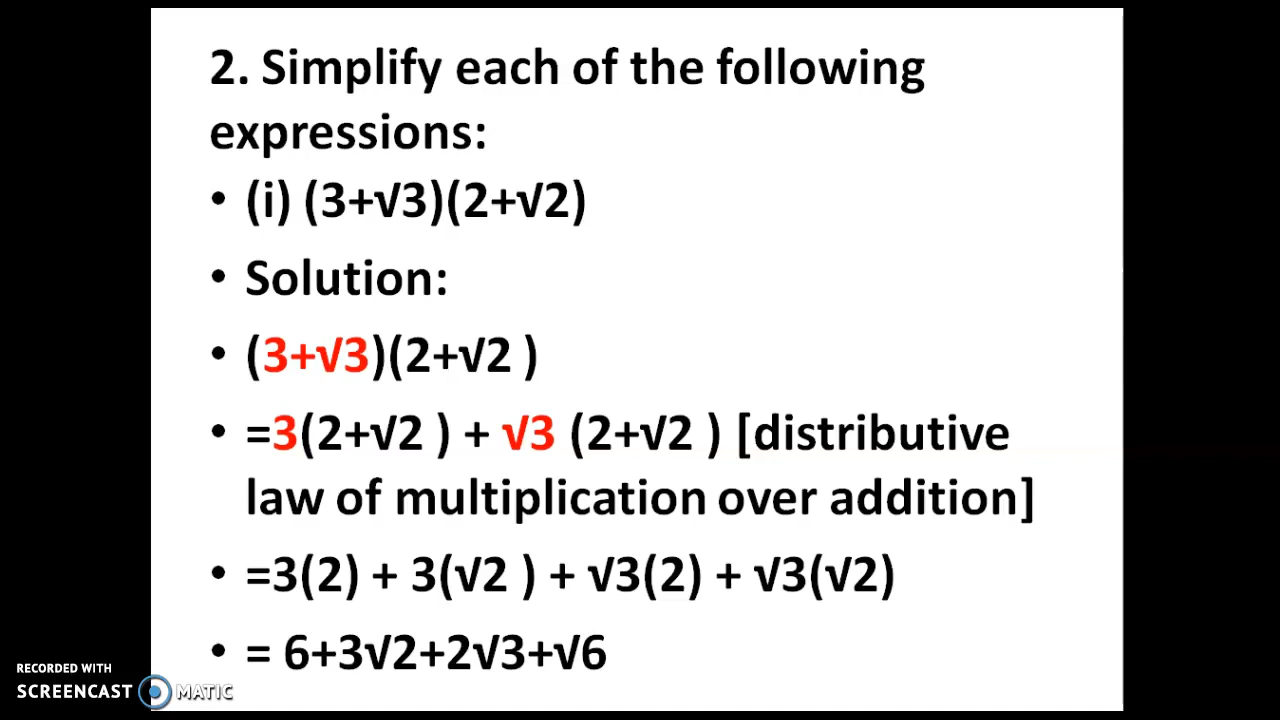 2. Simplify each of the following
expressions:
• (i) (3+√3)(2+√2)
• Solution:
• (3+√3)(2+√2 )
• =3(2+√2 ) + √3 (2+√2 ) [distributive
law of multiplication over addition]
• =3(2) + 3(√2 ) + √3(2) + √3(√2)
• = 6+3√2+2√3+√6
RECORDED WITH
SCREENCAST MATIC